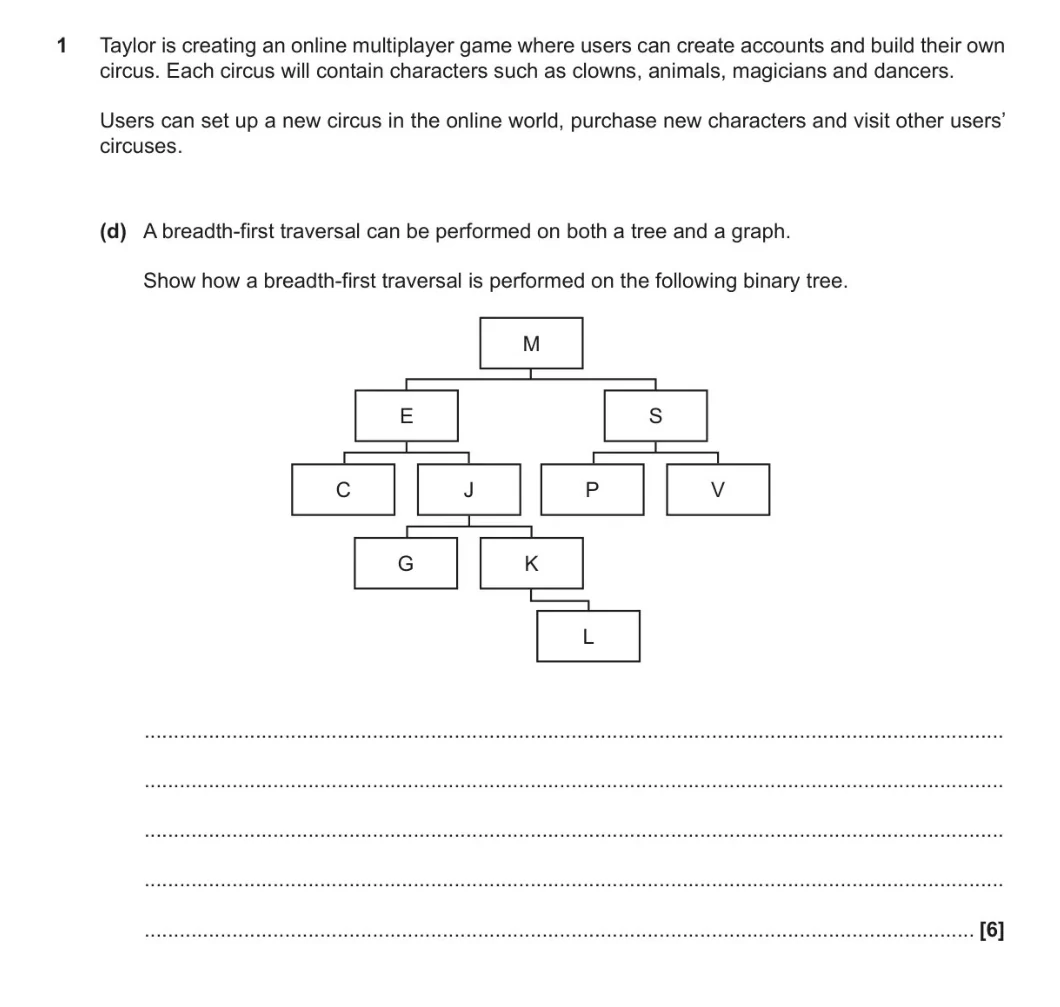 1 Taylor is creating an online multiplayer game where users can create accounts and build their own
circus. Each circus will contain characters such as clowns, animals, magicians and dancers.
Users can set up a new circus in the online world, purchase new characters and visit other users’
circuses.
(d) A breadth-first traversal can be performed on both a tree and a graph.
Show how a breadth-first traversal is performed on the following binary tree.
M
E S
C J P V
G K
L
[6]